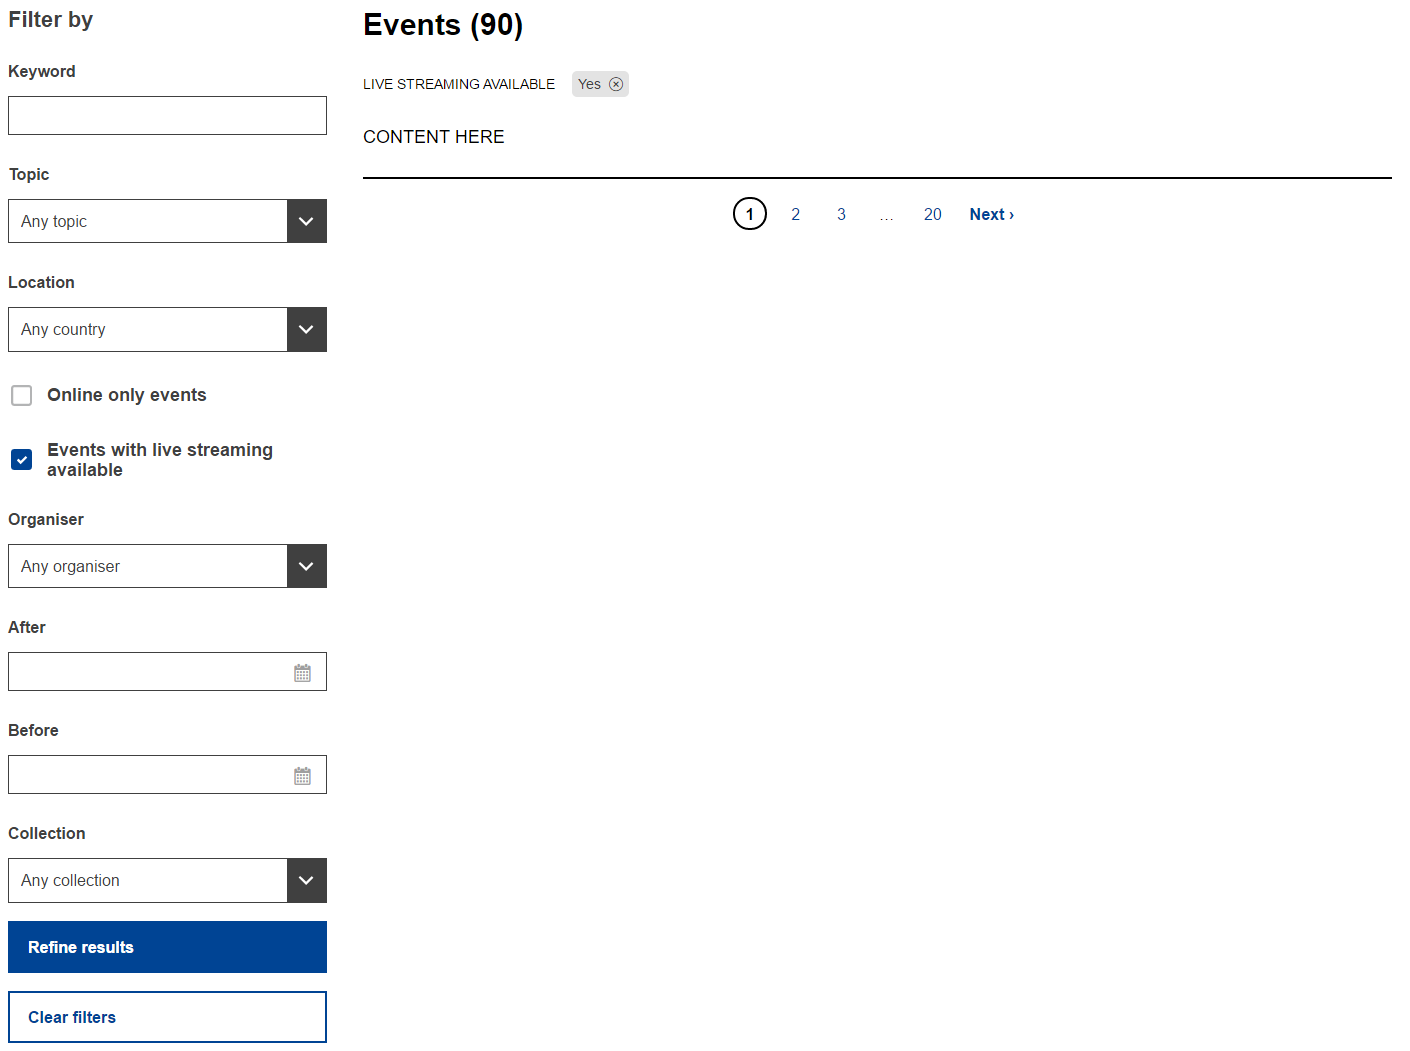 Filter by
Keyword
Topic
Any topic
Location
Any country
Online only events
Events with live streaming
available
Organiser
Any organiser
After
Before
Collection
Any collection
Refine results
Clear filters
Events (90)
LIVE STREAMING AVAILABLE Yes
CONTENT HERE
1 2 3 … 20 Next ›